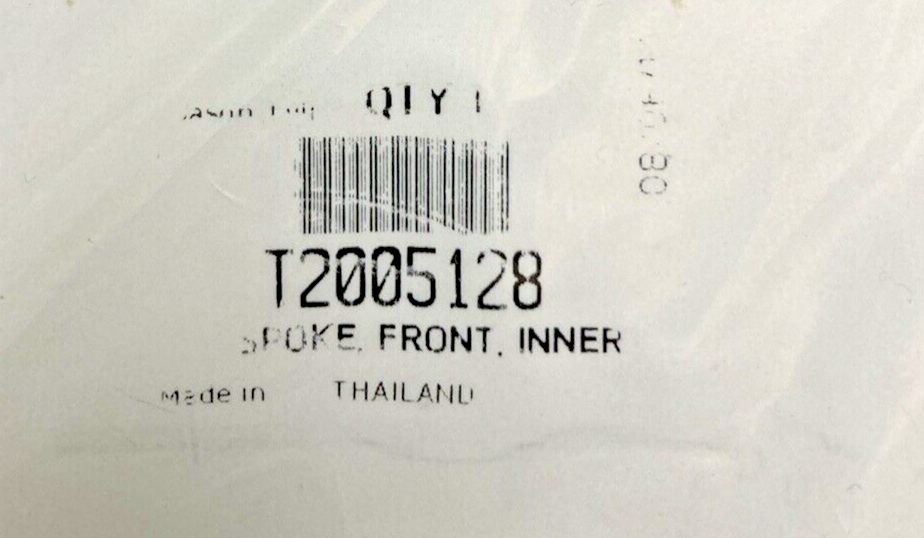 QTY 1
T2005128
SPOKE, FRONT, INNER
Made in THAILAND